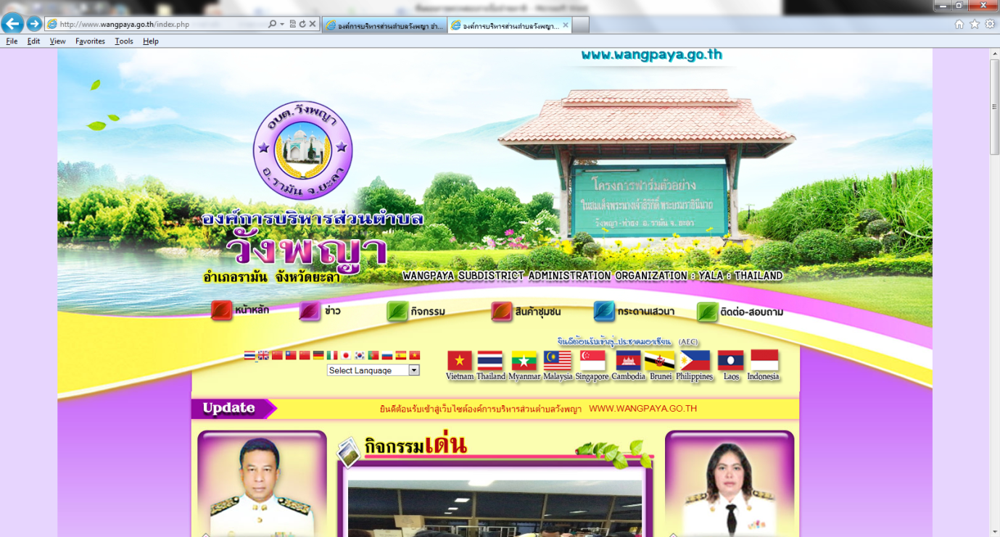 http://www.wangpaya.go.th/index.php
องค์การบริหารส่วนตำบลวังพญา อำ...
องค์การบริหารส่วนตำบลวังพญา...
File Edit View Favorites Tools Help
www.wangpaya.go.th
อบต.วังพญา
อ.รามัน จ.ยะลา
โครงการฟาร์มตัวอย่าง
ในสมเด็จพระนางเจ้าสิริกิติ์ พระบรมราชินีนาถ
วังพญา - ท่าธง อ. รามัน จ. ยะลา
องค์การบริหารส่วนตำบล
วังพญา
อำเภอรามัน จังหวัดยะลา
WANGPAYA SUBDISTRICT ADMINISTRATION ORGANIZATION : YALA : THAILAND
หน้าหลัก ข่าว กิจกรรม สินค้าชุมชน กระดานเสวนา ติดต่อ-สอบถาม
ยินดีต้อนรับเข้าสู่...ประชาคมอาเซียน (AEC)
Select Language
Vietnam Thailand Myanmar Malaysia Singapore Cambodia Brunei Philippines Laos Indonesia
Update
ยินดีต้อนรับเข้าสู่เว็บไซต์องค์การบริหารส่วนตำบลวังพญา WWW.WANGPAYA.GO.TH
กิจกรรมเด่น